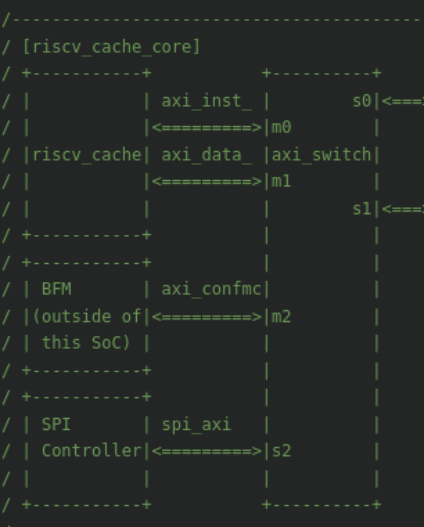 /-----------------------------------------
/ [riscv_cache_core]
/ +-----------+            +----------+
/ |           | axi_inst_ |        s0|<===
/ |           |<=========>|m0        |
/ |riscv_cache| axi_data_ |axi_switch|
/ |           |<=========>|m1        |
/ |           |           |        s1|<===
/ +-----------+           |          |
/ +-----------+           |          |
/ | BFM       | axi_confmc|          |
/ |(outside of|<=========>|m2        |
/ | this SoC) |           |          |
/ +-----------+           |          |
/ +-----------+           |          |
/ | SPI       | spi_axi   |          |
/ | Controller|<=========>|s2        |
/ |           |           |          |
/ +-----------+           +----------+